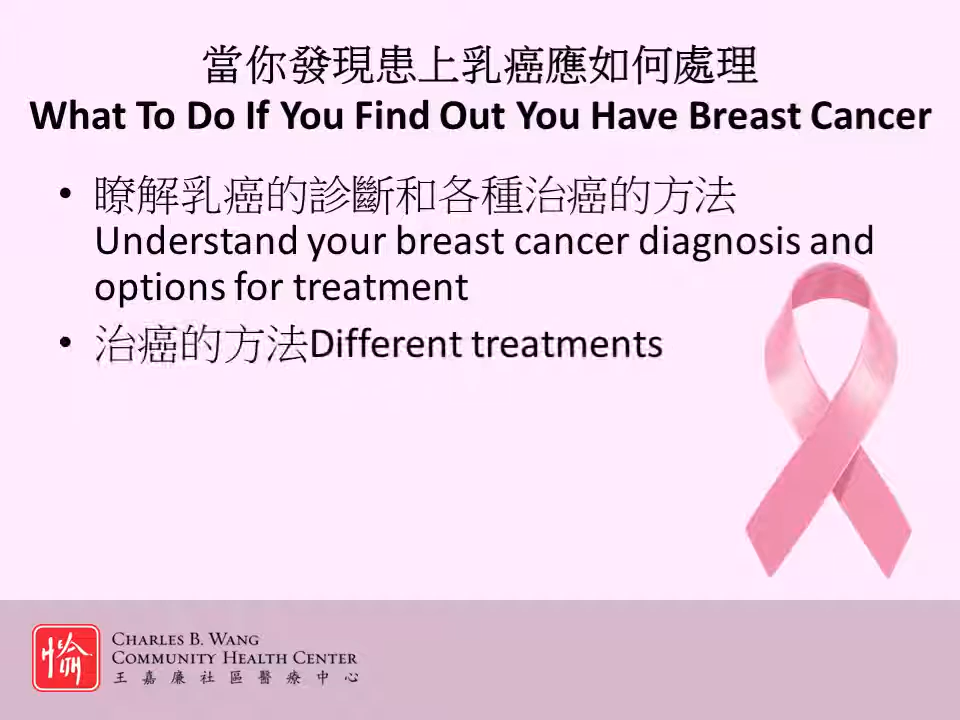 當你發現患上乳癌應如何處理
What To Do If You Find Out You Have Breast Cancer
• 瞭解乳癌的診斷和各種治癌的方法
Understand your breast cancer diagnosis and
options for treatment
• 治癌的方法Different treatments
愉
CHARLES B. WANG
COMMUNITY HEALTH CENTER
王嘉廉社區醫療中心